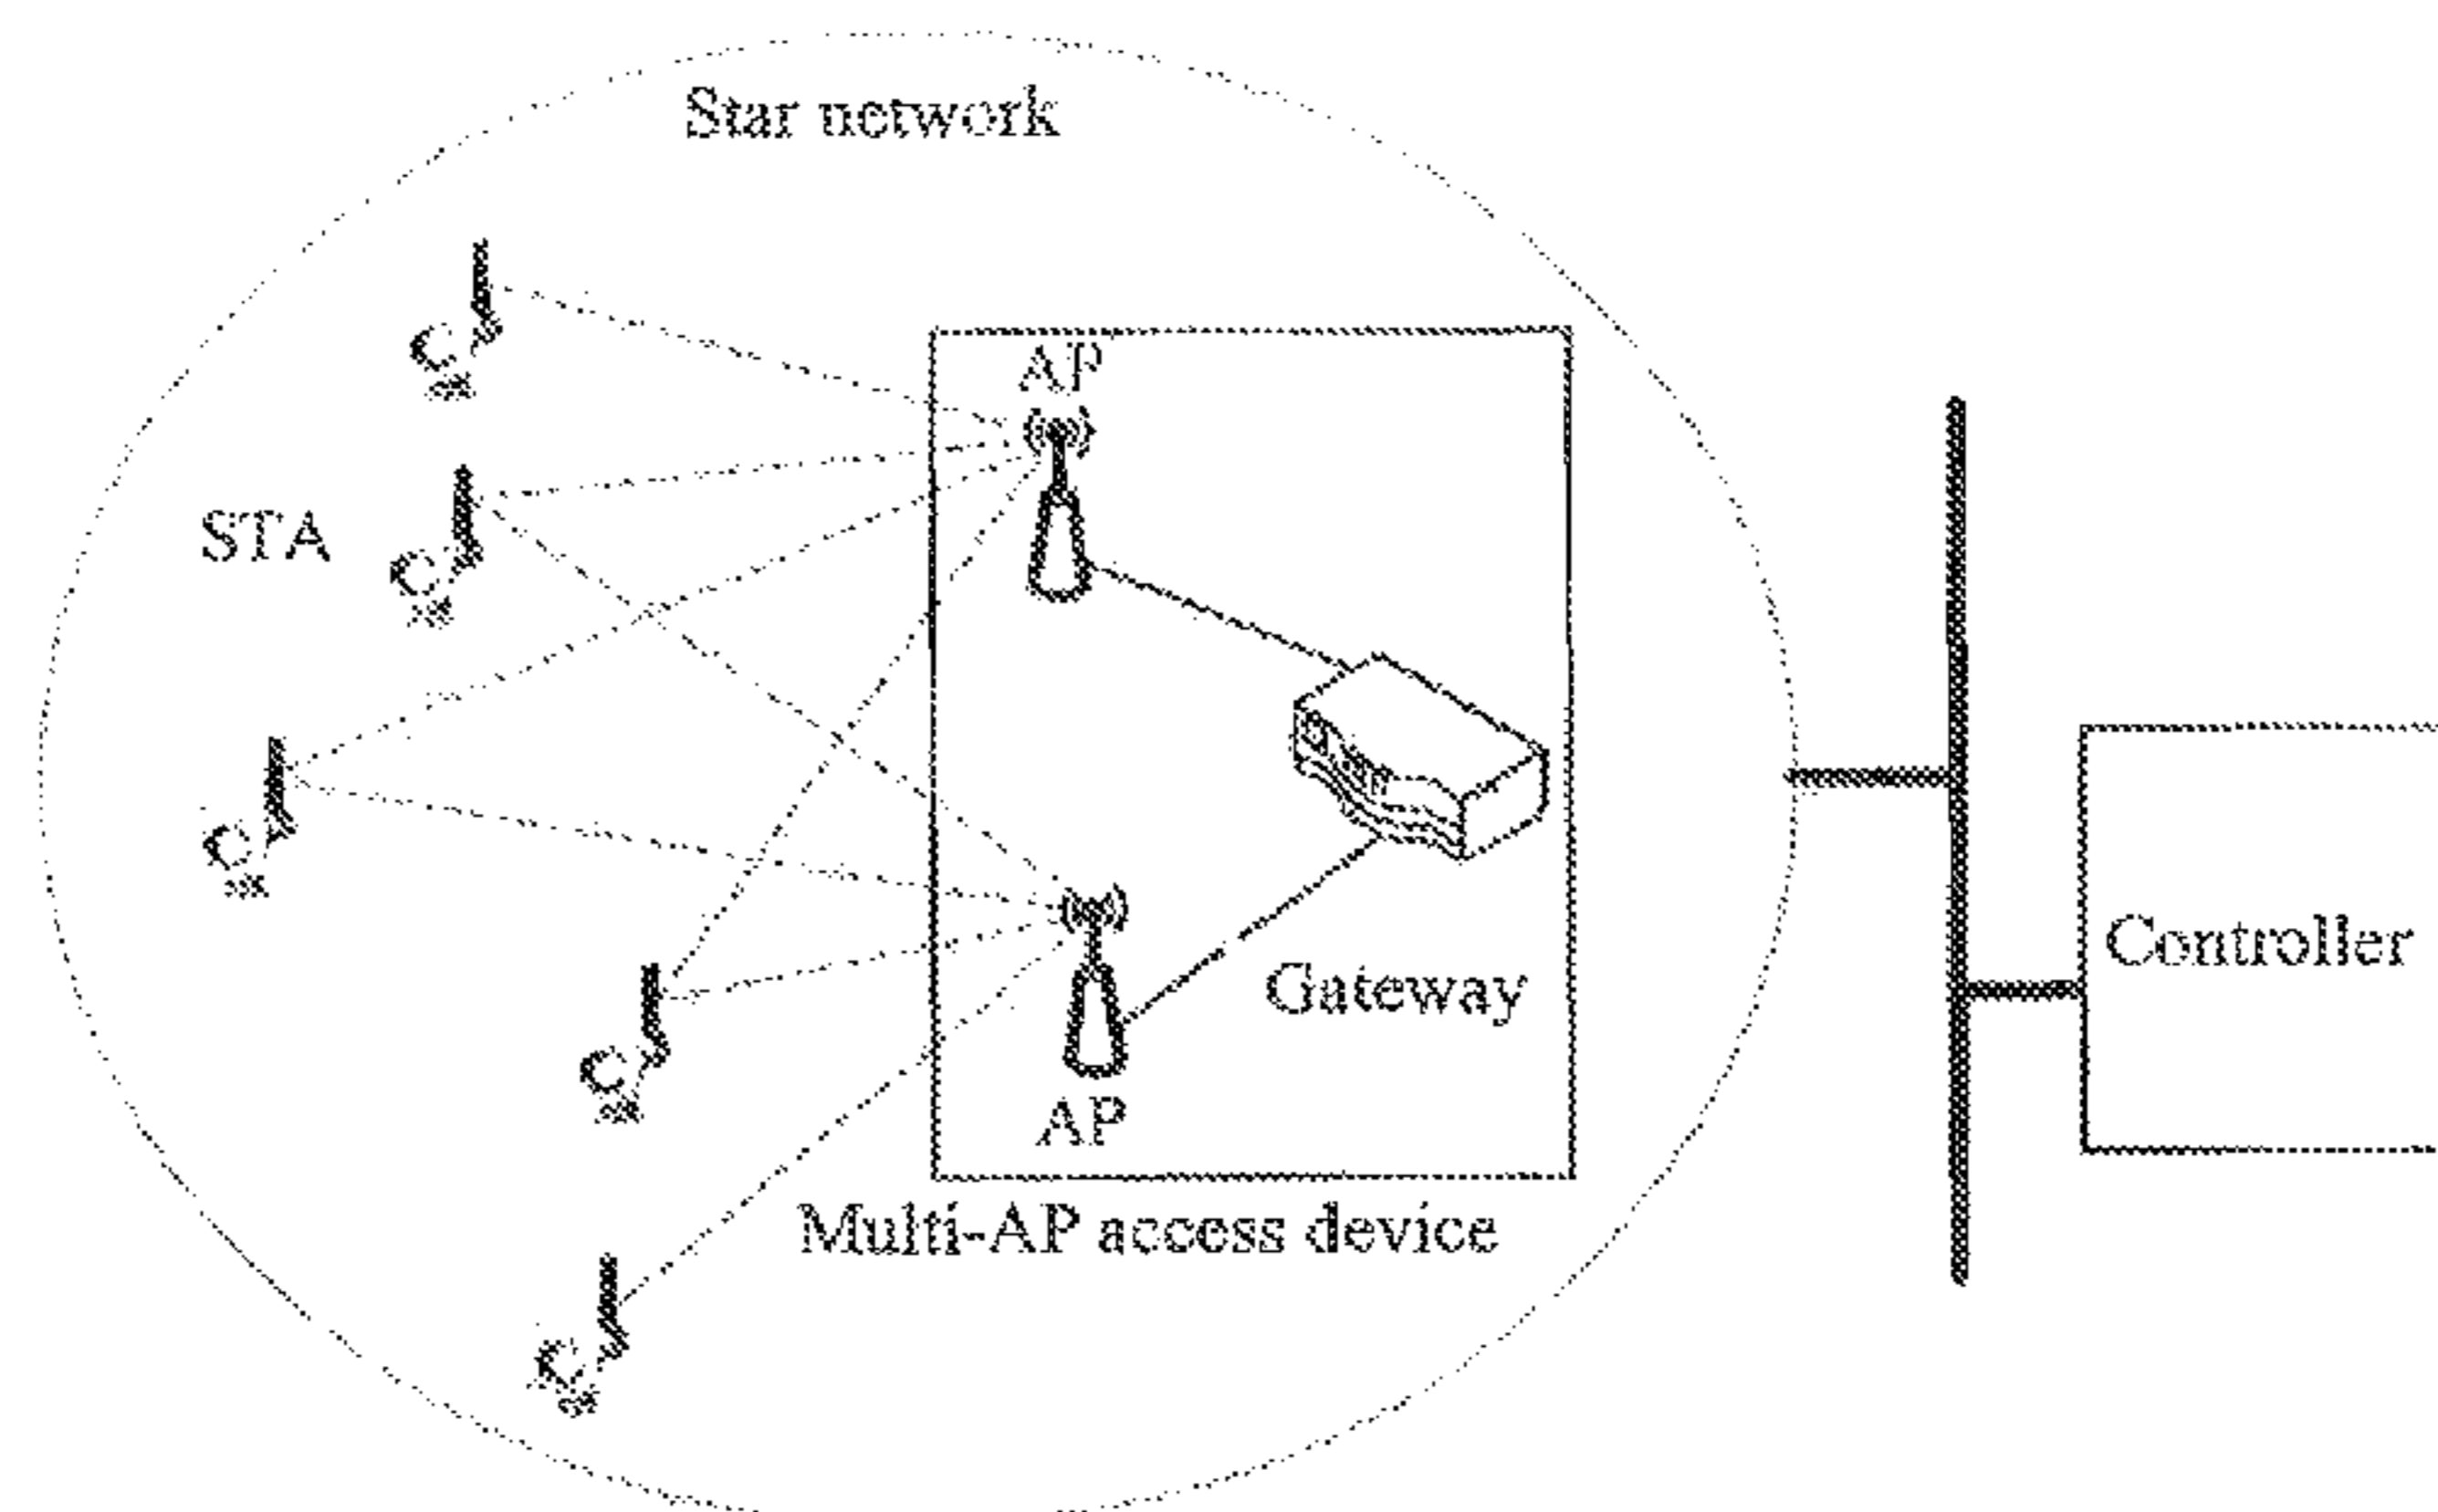 Star network
AP
STA
Controller
Gateway
AP
Multi-AP access device